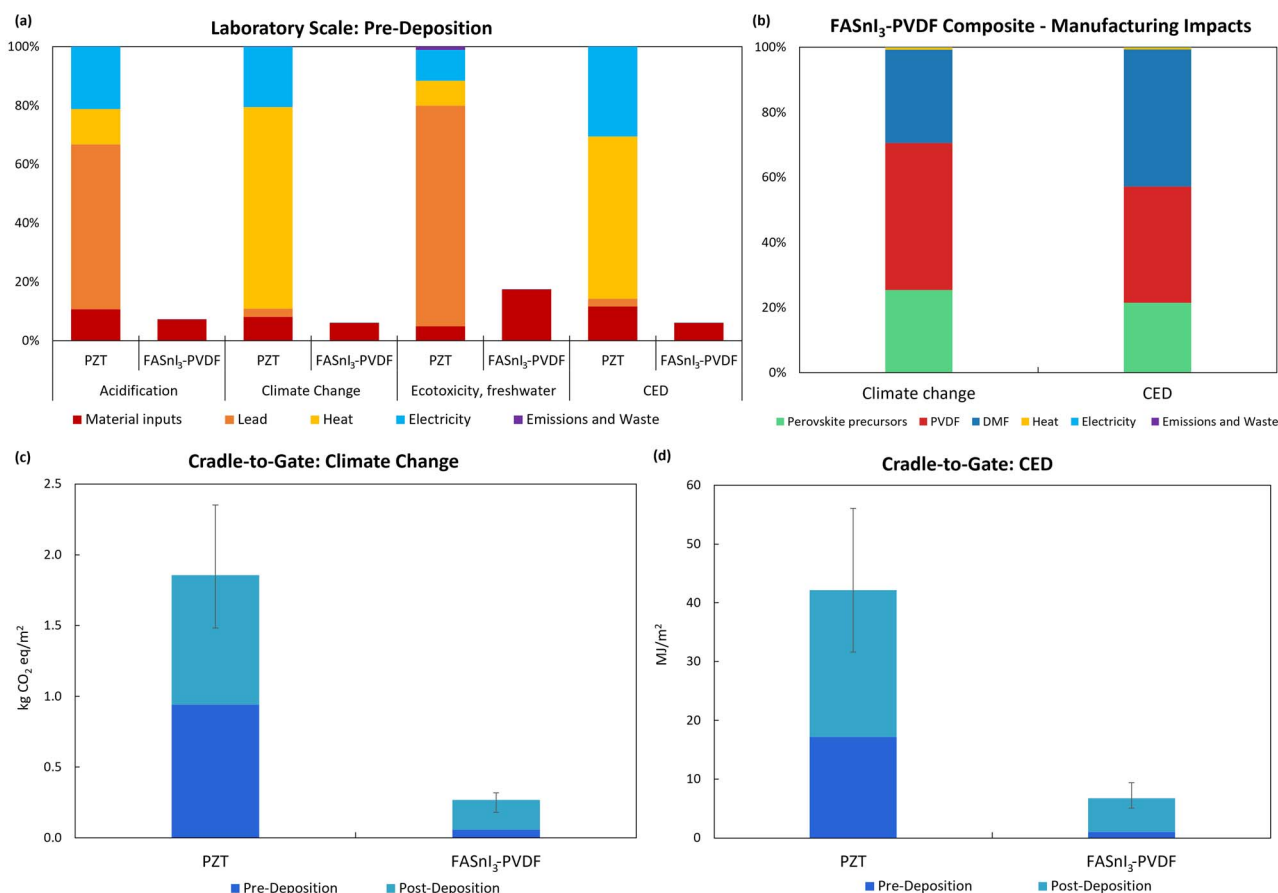 (a)
Laboratory Scale: Pre-Deposition
100%
80%
60%
40%
20%
0%
PZT FASnI₃-PVDF PZT FASnI₃-PVDF PZT FASnI₃-PVDF PZT FASnI₃-PVDF
Acidification Climate Change Ecotoxicity, freshwater CED
Material inputs Lead Heat Electricity Emissions and Waste
(b)
FASnI₃-PVDF Composite - Manufacturing Impacts
100%
80%
60%
40%
20%
0%
Climate change CED
Perovskite precursors PVDF DMF Heat Electricity Emissions and Waste
(c)
Cradle-to-Gate: Climate Change
kg CO₂ eq/m²
2.5
2.0
1.5
1.0
0.5
0.0
PZT FASnI₃-PVDF
Pre-Deposition Post-Deposition
(d)
Cradle-to-Gate: CED
MJ/m²
60
50
40
30
20
10
0
PZT FASnI₃-PVDF
Pre-Deposition Post-Deposition